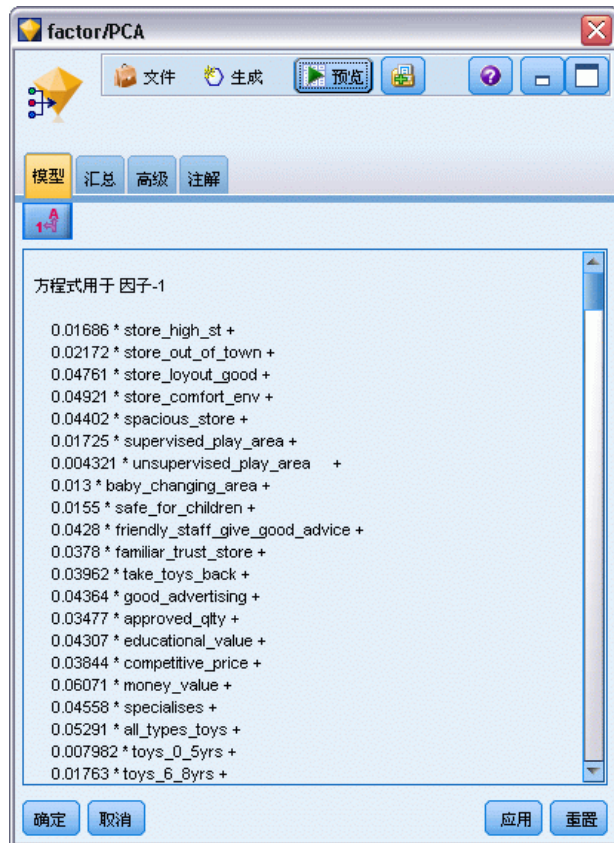 factor/PCA
文件 生成 预览
模型 汇总 高级 注解
方程式用于 因子-1
0.01686 * store_high_st +
0.02172 * store_out_of_town +
0.04761 * store_loyout_good +
0.04921 * store_comfort_env +
0.04402 * spacious_store +
0.01725 * supervised_play_area +
0.004321 * unsupervised_play_area +
0.013 * baby_changing_area +
0.0155 * safe_for_children +
0.0428 * friendly_staff_give_good_advice +
0.0378 * familiar_trust_store +
0.03962 * take_toys_back +
0.04364 * good_advertising +
0.03477 * approved_qlty +
0.04307 * educational_value +
0.03844 * competitive_price +
0.06071 * money_value +
0.04558 * specialises +
0.05291 * all_types_toys +
0.007982 * toys_0_5yrs +
0.01763 * toys_6_8yrs +
确定 取消 应用 重置